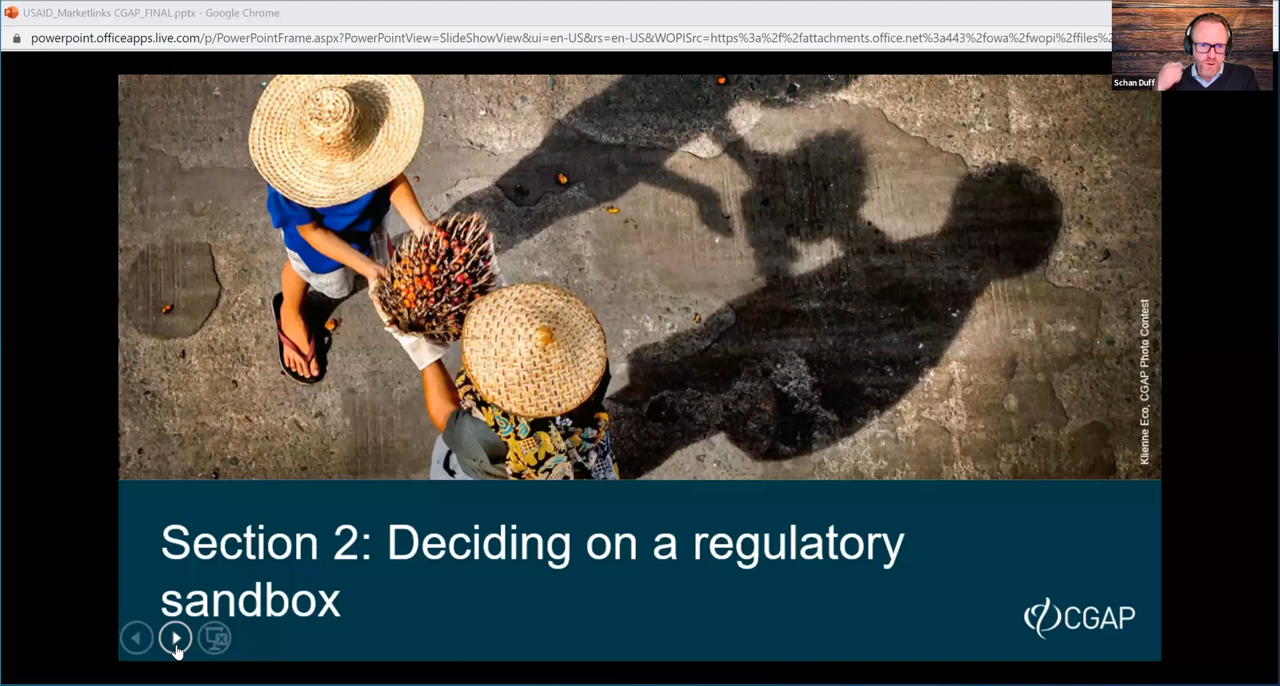 USAID_Marketlinks CGAP_FINAL.pptx - Google Chrome
powerpoint.officeapps.live.com/p/PowerPointFrame.aspx?PowerPointView=SlideShowView&ui=en-US&rs=en-US&WOPISrc=https%3a%2f%2fattachments.office.net%3a443%2fowa%2fwopi%2ffiles%2
Schan Duff
Klienne Eco, CGAP Photo Contest
Section 2: Deciding on a regulatory
sandbox
CGAP